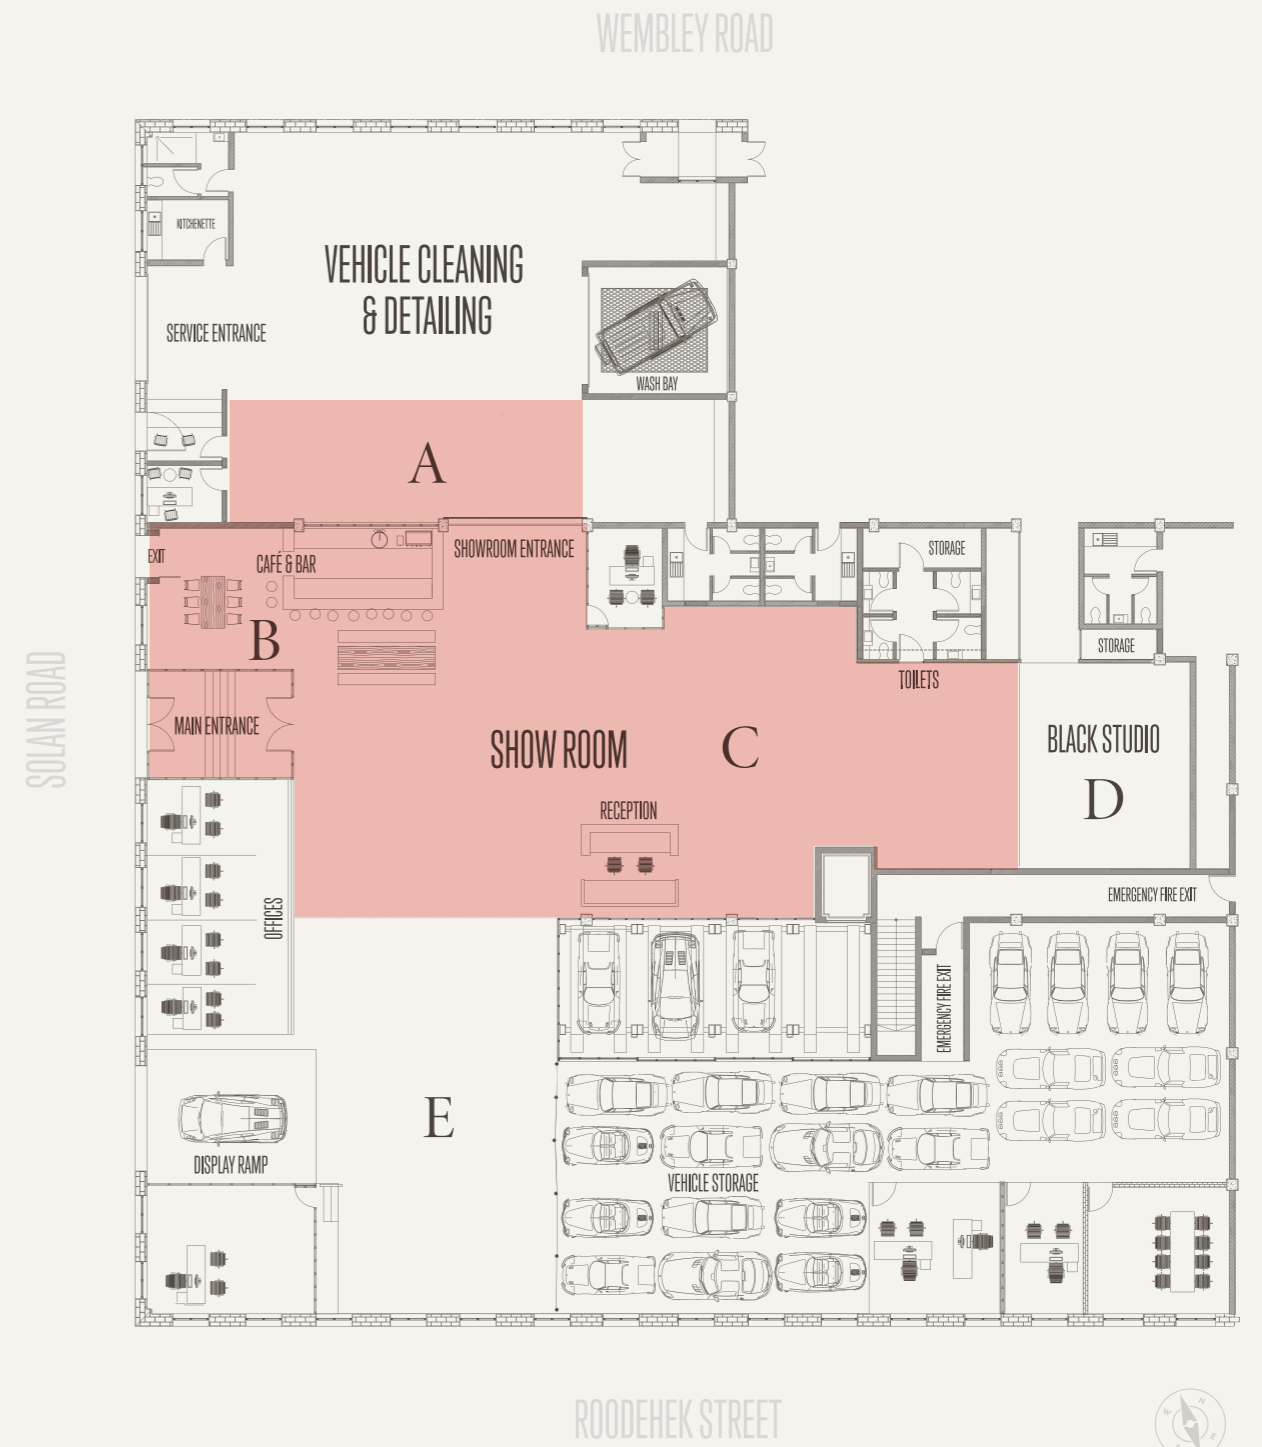 WEMBLEY ROAD
KITCHENETTE
VEHICLE CLEANING
& DETAILING
SERVICE ENTRANCE
WASH BAY
A
EXIT
CAFÉ & BAR
SHOWROOM ENTRANCE
STORAGE
B
STORAGE
TOILETS
SOLAN ROAD
MAIN ENTRANCE
SHOW ROOM
C
BLACK STUDIO
D
RECEPTION
OFFICES
EMERGENCY FIRE EXIT
EMERGENCY FIRE EXIT
E
DISPLAY RAMP
VEHICLE STORAGE
ROODEHEK STREET
W
N
E